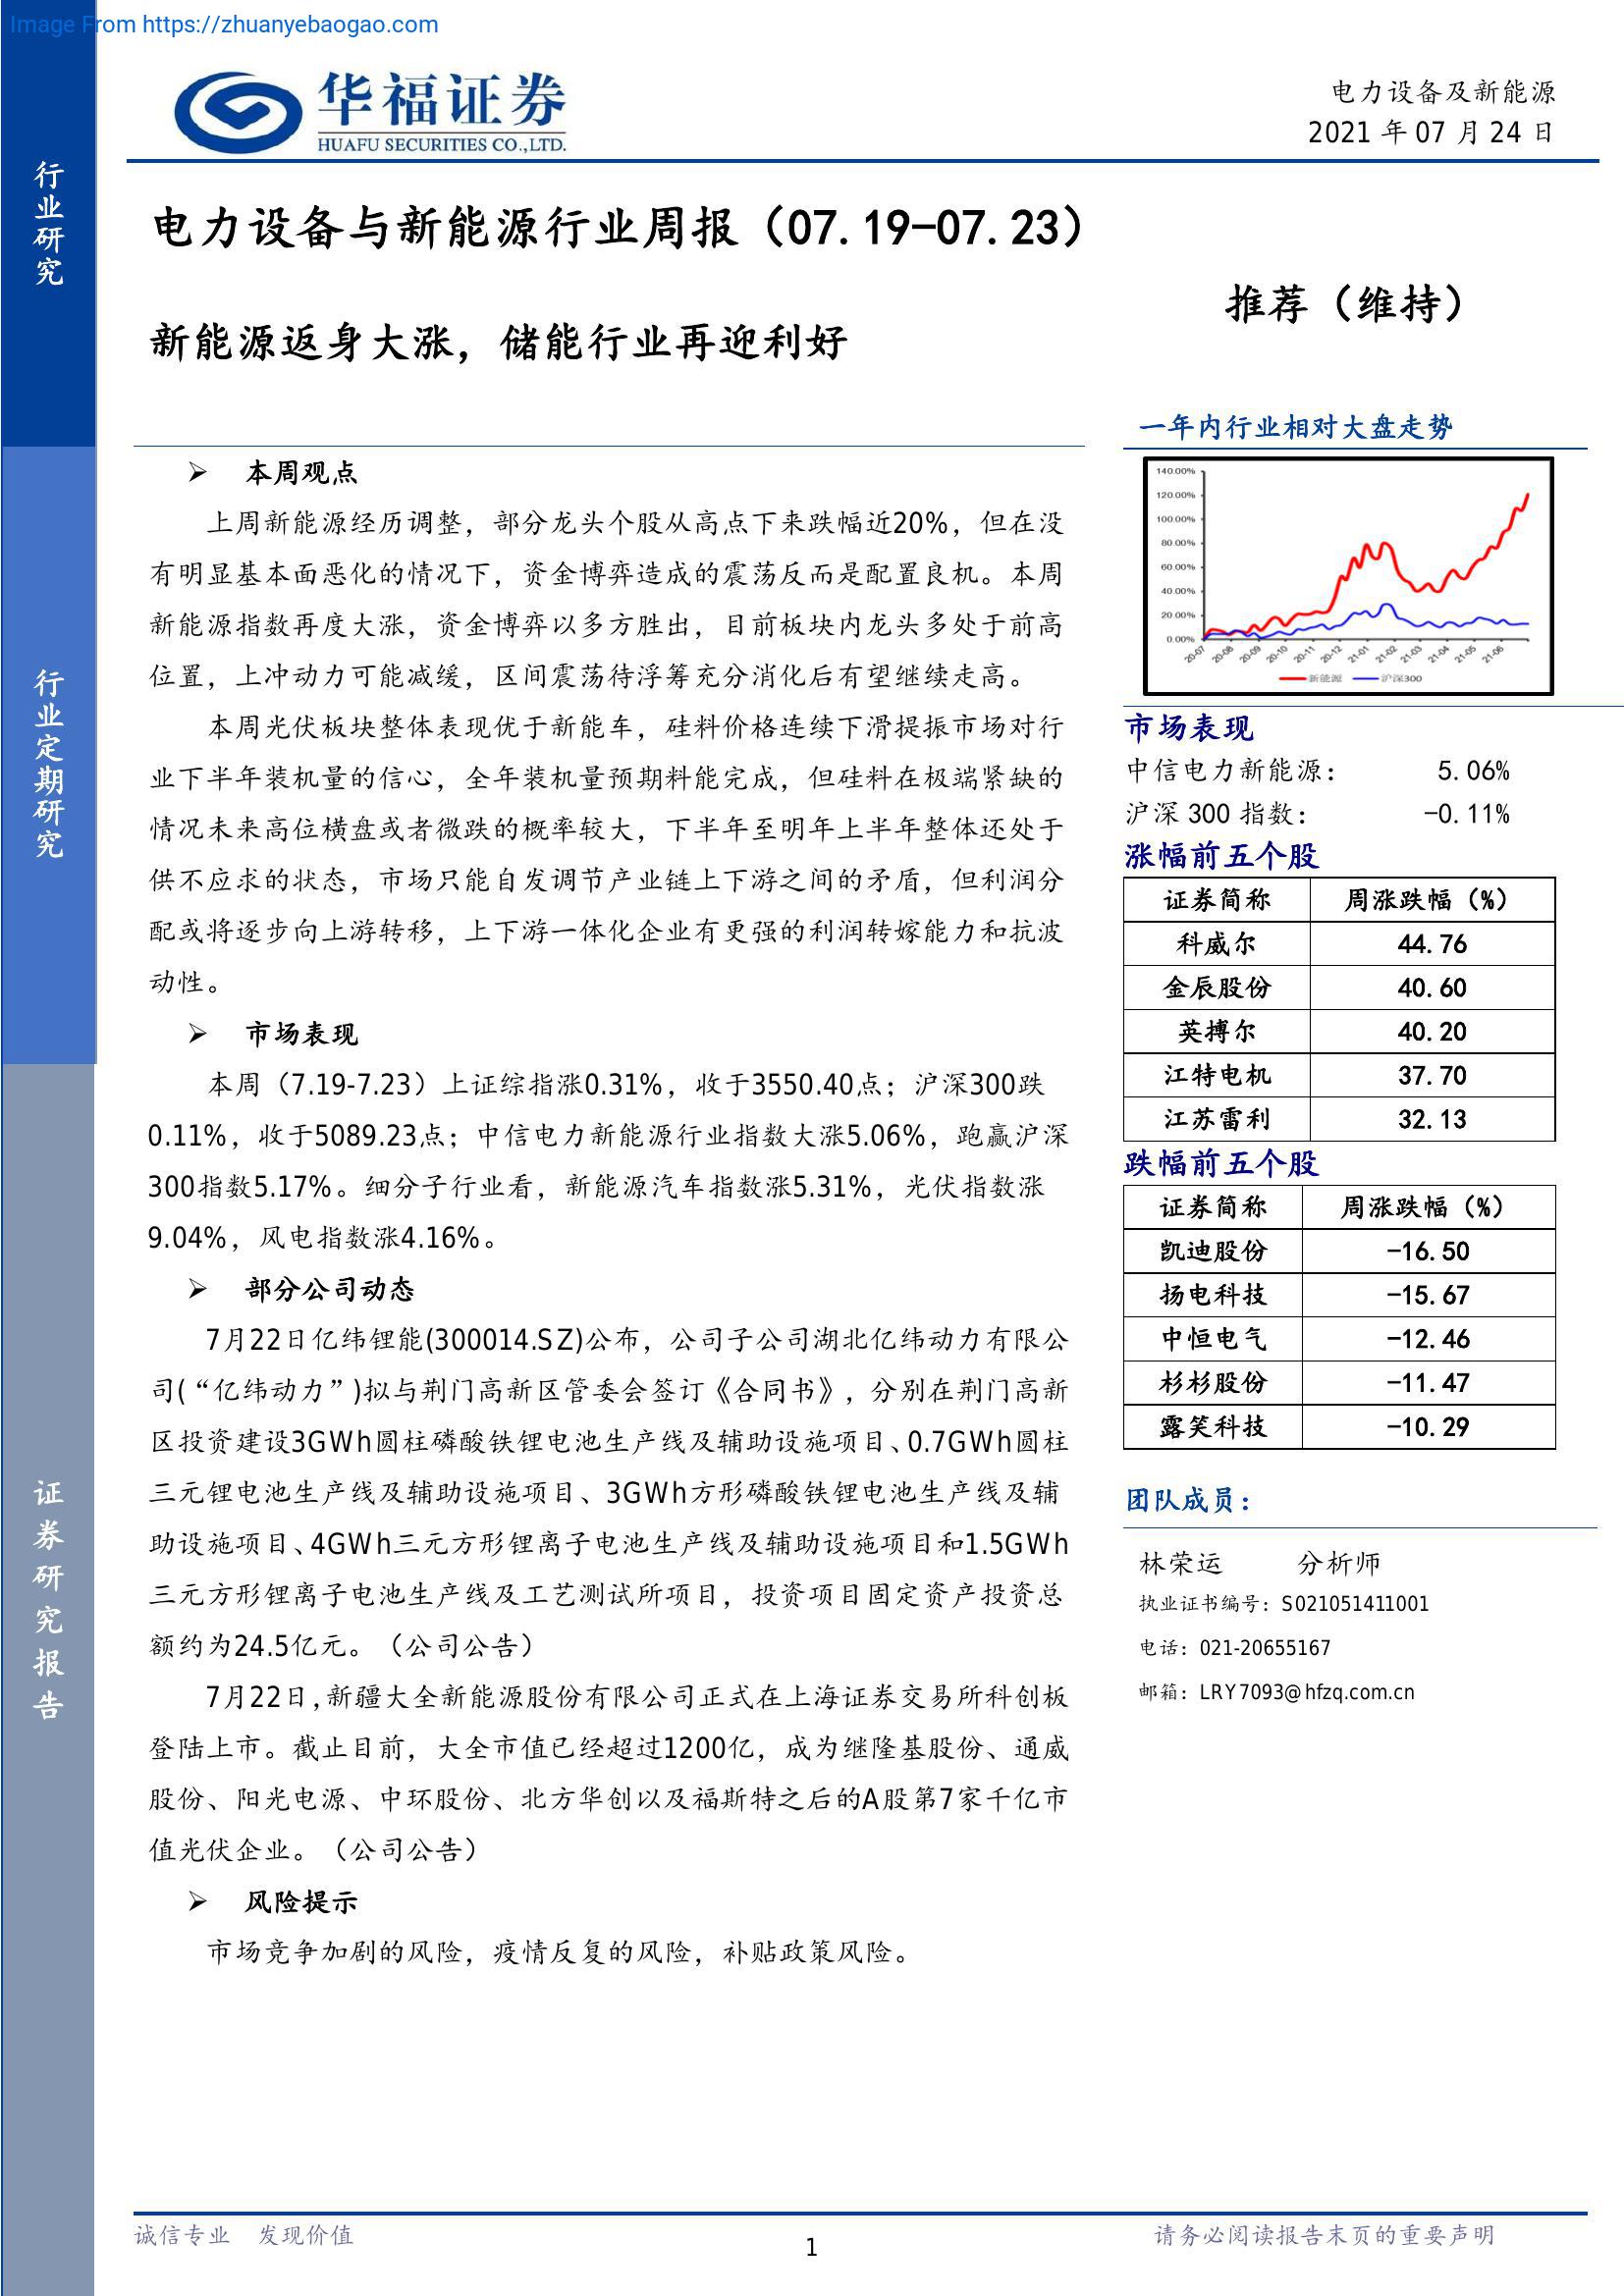 Image From https://zhuanyebaogao.com
华福证券
HUAFU SECURITIES CO.,LTD.
电力设备及新能源
2021 年 07 月 24 日
行业研究
行业定期研究
证券研究报告
电力设备与新能源行业周报（07.19-07.23）
推荐（维持）
新能源返身大涨，储能行业再迎利好
➢ 本周观点
上周新能源经历调整，部分龙头个股从高点下来跌幅近20%，但在没
有明显基本面恶化的情况下，资金博弈造成的震荡反而是配置良机。本周
新能源指数再度大涨，资金博弈以多方胜出，目前板块内龙头多处于前高
位置，上冲动力可能减缓，区间震荡待浮筹充分消化后有望继续走高。
本周光伏板块整体表现优于新能车，硅料价格连续下滑提振市场对行
业下半年装机量的信心，全年装机量预期料能完成，但硅料在极端紧缺的
情况未来高位横盘或者微跌的概率较大，下半年至明年上半年整体还处于
供不应求的状态，市场只能自发调节产业链上下游之间的矛盾，但利润分
配或将逐步向上游转移，上下游一体化企业有更强的利润转嫁能力和抗波
动性。
➢ 市场表现
本周（7.19-7.23）上证综指涨0.31%，收于3550.40点；沪深300跌
0.11%，收于5089.23点；中信电力新能源行业指数大涨5.06%，跑赢沪深
300指数5.17%。细分子行业看，新能源汽车指数涨5.31%，光伏指数涨
9.04%，风电指数涨4.16%。
➢ 部分公司动态
7月22日亿纬锂能(300014.SZ)公布，公司子公司湖北亿纬动力有限公
司(“亿纬动力”)拟与荆门高新区管委会签订《合同书》，分别在荆门高新
区投资建设3GWh圆柱磷酸铁锂电池生产线及辅助设施项目、0.7GWh圆柱
三元锂电池生产线及辅助设施项目、3GWh方形磷酸铁锂电池生产线及辅
助设施项目、4GWh三元方形锂离子电池生产线及辅助设施项目和1.5GWh
三元方形锂离子电池生产线及工艺测试所项目，投资项目固定资产投资总
额约为24.5亿元。（公司公告）
7月22日,新疆大全新能源股份有限公司正式在上海证券交易所科创板
登陆上市。截止目前，大全市值已经超过1200亿，成为继隆基股份、通威
股份、阳光电源、中环股份、北方华创以及福斯特之后的A股第7家千亿市
值光伏企业。（公司公告）
➢ 风险提示
市场竞争加剧的风险，疫情反复的风险，补贴政策风险。
一年内行业相对大盘走势
140.00%
120.00%
100.00%
80.00%
60.00%
40.00%
20.00%
0.00%
20-07 20-08 20-09 20-10 20-11 20-12 21-01 21-02 21-03 21-04 21-05 21-06
新能源 沪深300
市场表现
中信电力新能源： 5.06%
沪深 300 指数： -0.11%
涨幅前五个股
证券简称 周涨跌幅（%）
科威尔 44.76
金辰股份 40.60
英搏尔 40.20
江特电机 37.70
江苏雷利 32.13
跌幅前五个股
证券简称 周涨跌幅（%）
凯迪股份 -16.50
扬电科技 -15.67
中恒电气 -12.46
杉杉股份 -11.47
露笑科技 -10.29
团队成员：
林荣运 分析师
执业证书编号：S021051411001
电话：021-20655167
邮箱：LRY7093@hfzq.com.cn
诚信专业 发现价值
1
请务必阅读报告末页的重要声明